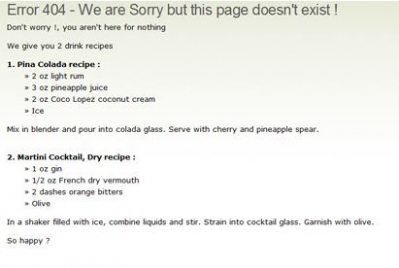 Error 404 - We are Sorry but this page doesn't exist !
Don't worry !, you aren't here for nothing
We give you 2 drink recipes
1. Pina Colada recipe :
» 2 oz light rum
» 3 oz pineapple juice
» 2 oz Coco Lopez coconut cream
» Ice
Mix in blender and pour into colada glass. Serve with cherry and pineapple spear.
2. Martini Cocktail, Dry recipe :
» 1 oz gin
» 1/2 oz French dry vermouth
» 2 dashes orange bitters
» Olive
In a shaker filled with ice, combine liquids and stir. Strain into cocktail glass. Garnish with olive.
So happy ?